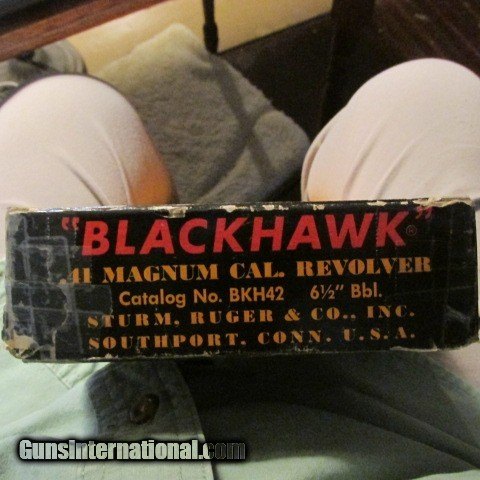 "BLACKHAWK"®
.41 MAGNUM CAL. REVOLVER
Catalog No. BKH42 6½" Bbl.
STURM, RUGER & CO., INC.
SOUTHPORT, CONN. U.S.A.
GunsInternational.com